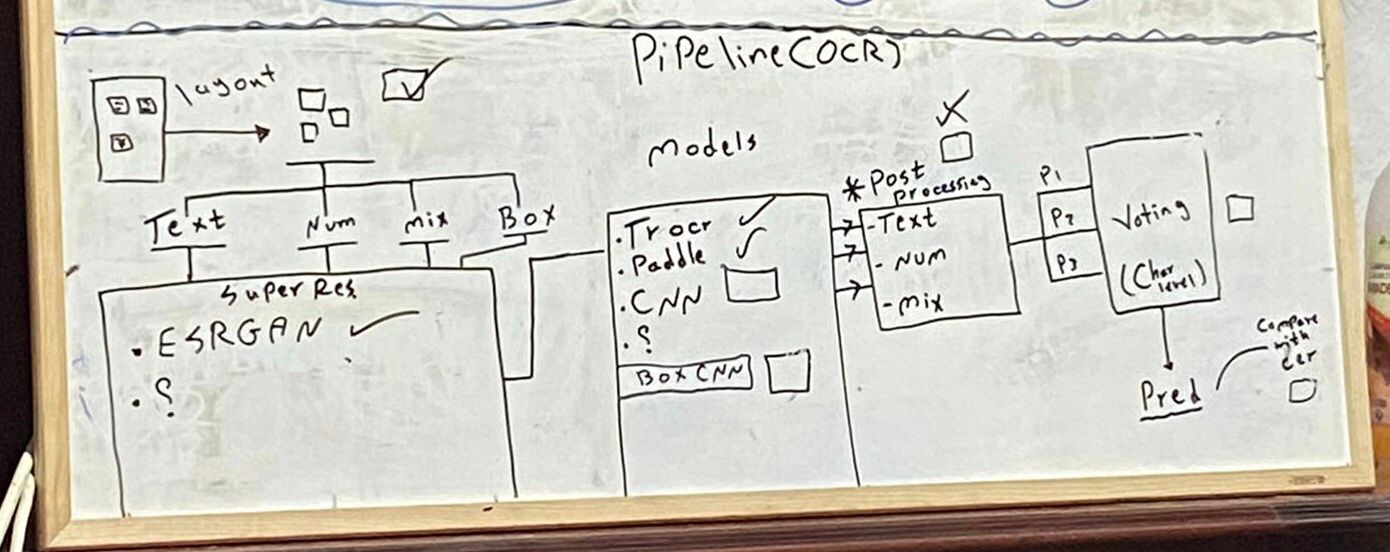 Pipeline (OCR)
layout
Text
Num
mix
Box
Super Res
. ESRGAN
. ?
models
. Trocr
. Paddle
. CNN
. ?
Box CNN
* Post
Processing
- Text
- NUM
- mix
P1
P2
P3
Voting
(Char
level)
Pred
Compare
with
cer